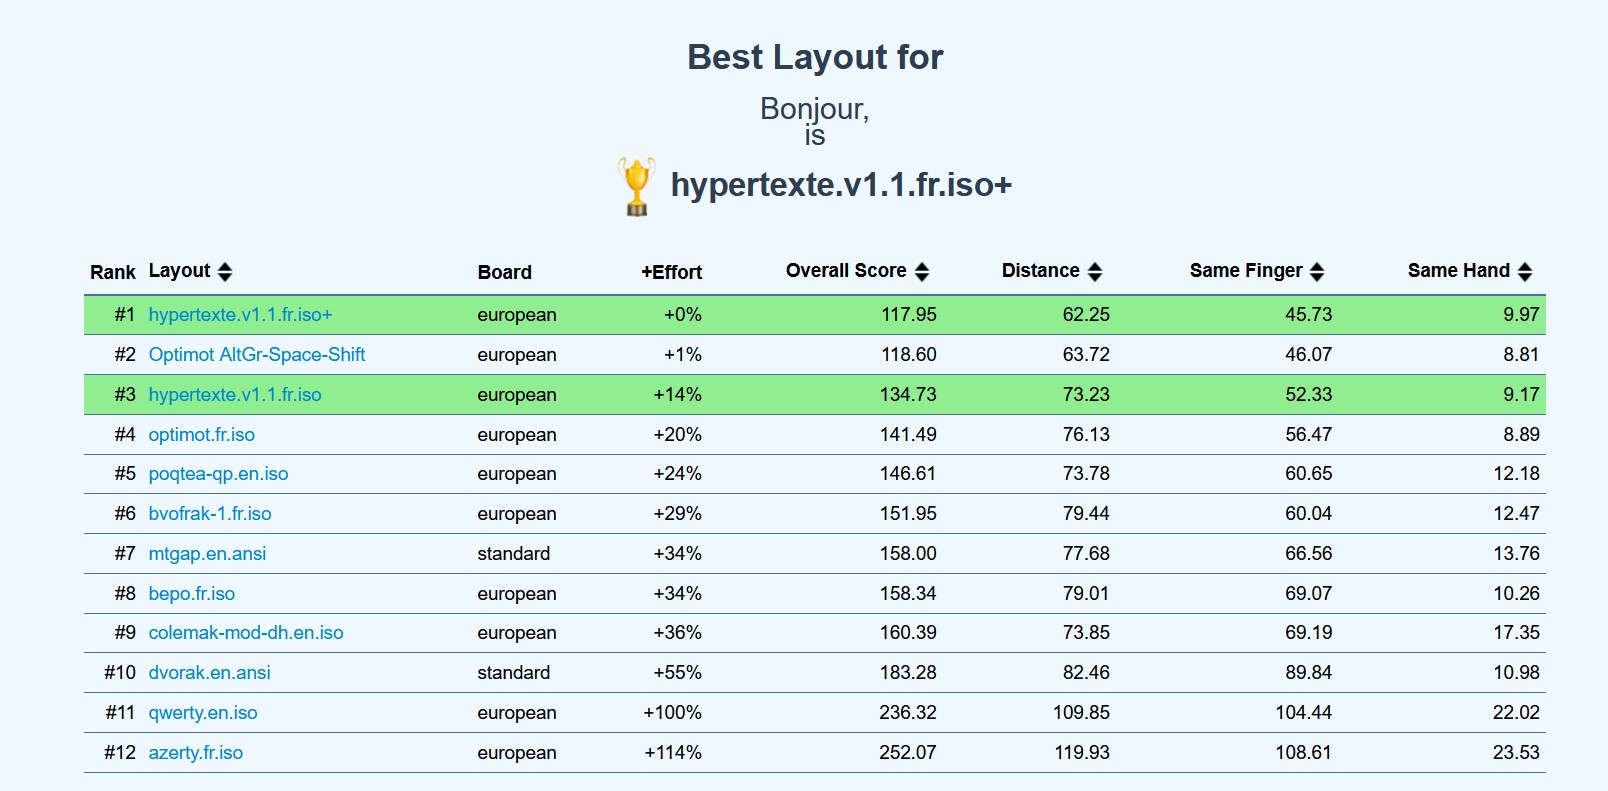 Best Layout for
Bonjour,
is
hypertexte.v1.1.fr.iso+
Rank Layout Board +Effort Overall Score Distance Same Finger Same Hand
#1 hypertexte.v1.1.fr.iso+ european +0% 117.95 62.25 45.73 9.97
#2 Optimot AltGr-Space-Shift european +1% 118.60 63.72 46.07 8.81
#3 hypertexte.v1.1.fr.iso european +14% 134.73 73.23 52.33 9.17
#4 optimot.fr.iso european +20% 141.49 76.13 56.47 8.89
#5 poqtea-qp.en.iso european +24% 146.61 73.78 60.65 12.18
#6 bvofrak-1.fr.iso european +29% 151.95 79.44 60.04 12.47
#7 mtgap.en.ansi standard +34% 158.00 77.68 66.56 13.76
#8 bepo.fr.iso european +34% 158.34 79.01 69.07 10.26
#9 colemak-mod-dh.en.iso european +36% 160.39 73.85 69.19 17.35
#10 dvorak.en.ansi standard +55% 183.28 82.46 89.84 10.98
#11 qwerty.en.iso european +100% 236.32 109.85 104.44 22.02
#12 azerty.fr.iso european +114% 252.07 119.93 108.61 23.53